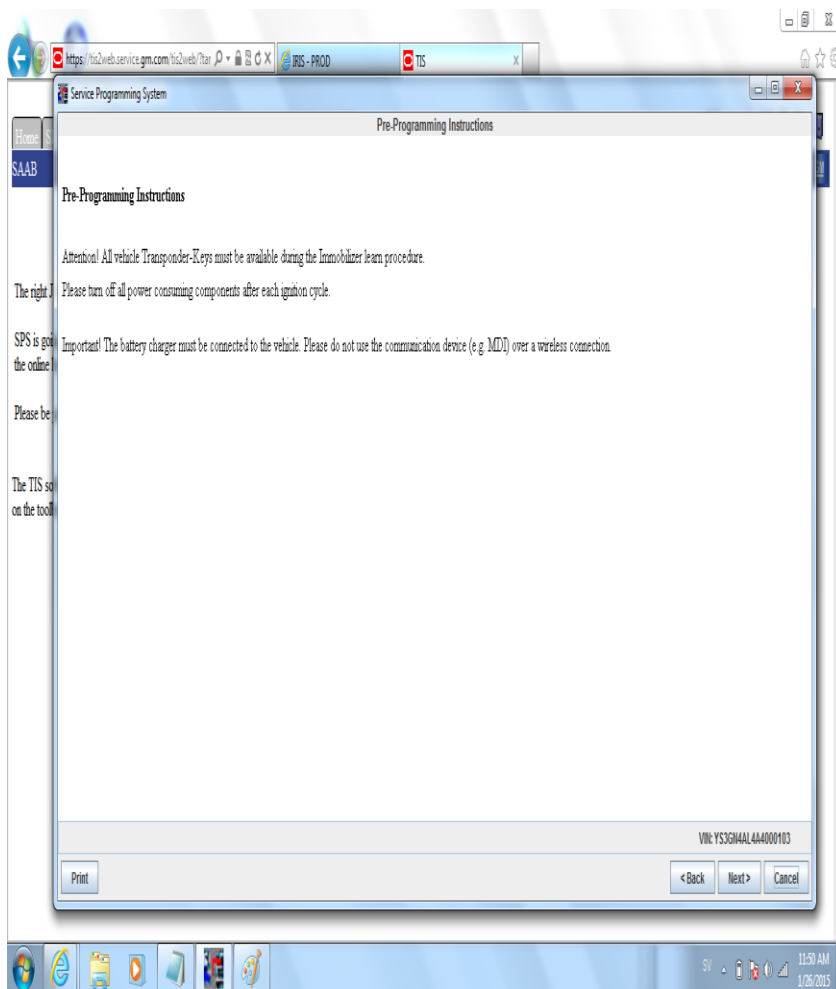 https://tis2web.service.gm.com/tis2web/?tar
IRIS - PROD
TIS
Service Programming System
Pre-Programming Instructions
Home
SAAB
Pre-Programming Instructions
Attention! All vehicle Transponder-Keys must be available during the Immobilizer learn procedure.
The right
Please turn off all power consuming components after each ignition cycle.
SPS is goi
Important! The battery charger must be connected to the vehicle. Please do not use the communication device (e.g. MDI) over a wireless connection.
the online
Please be
The TIS so
on the tool
VIN: YS3GN4AL4A4000103
Print
< Back
Next >
Cancel
SV
11:50 AM
1/26/2015